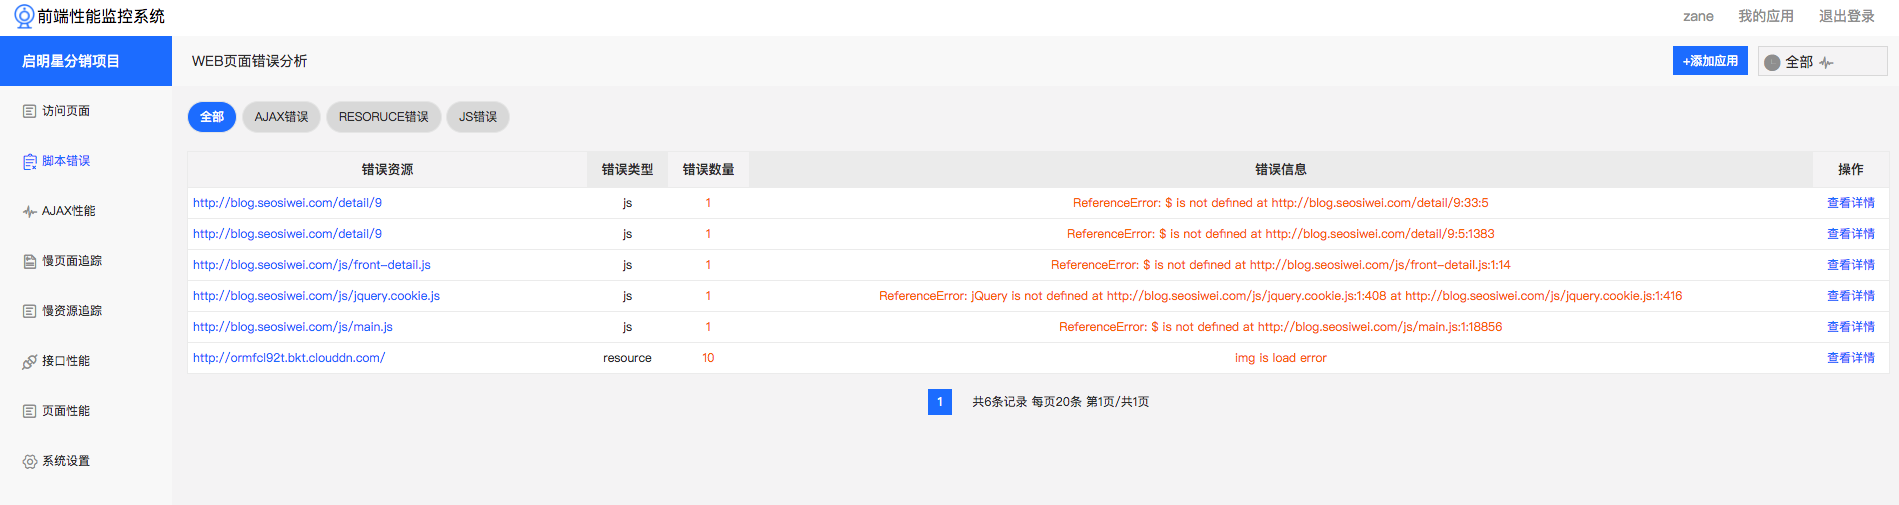 前端性能监控系统
zane 我的应用 退出登录
启明星分销项目
WEB页面错误分析
+添加应用 全部
访问页面
脚本错误
AJAX性能
慢页面追踪
慢资源追踪
接口性能
页面性能
系统设置
全部 AJAX错误 RESORUCE错误 JS错误
错误资源 错误类型 错误数量 错误信息 操作
http://blog.seosiwei.com/detail/9 js 1 ReferenceError: $ is not defined at http://blog.seosiwei.com/detail/9:33:5 查看详情
http://blog.seosiwei.com/detail/9 js 1 ReferenceError: $ is not defined at http://blog.seosiwei.com/detail/9:5:1383 查看详情
http://blog.seosiwei.com/js/front-detail.js js 1 ReferenceError: $ is not defined at http://blog.seosiwei.com/js/front-detail.js:1:14 查看详情
http://blog.seosiwei.com/js/jquery.cookie.js js 1 ReferenceError: jQuery is not defined at http://blog.seosiwei.com/js/jquery.cookie.js:1:408 at http://blog.seosiwei.com/js/jquery.cookie.js:1:416 查看详情
http://blog.seosiwei.com/js/main.js js 1 ReferenceError: $ is not defined at http://blog.seosiwei.com/js/main.js:1:18856 查看详情
http://ormfcl92t.bkt.clouddn.com/ resource 10 img is load error 查看详情
1 共6条记录 每页20条 第1页/共1页